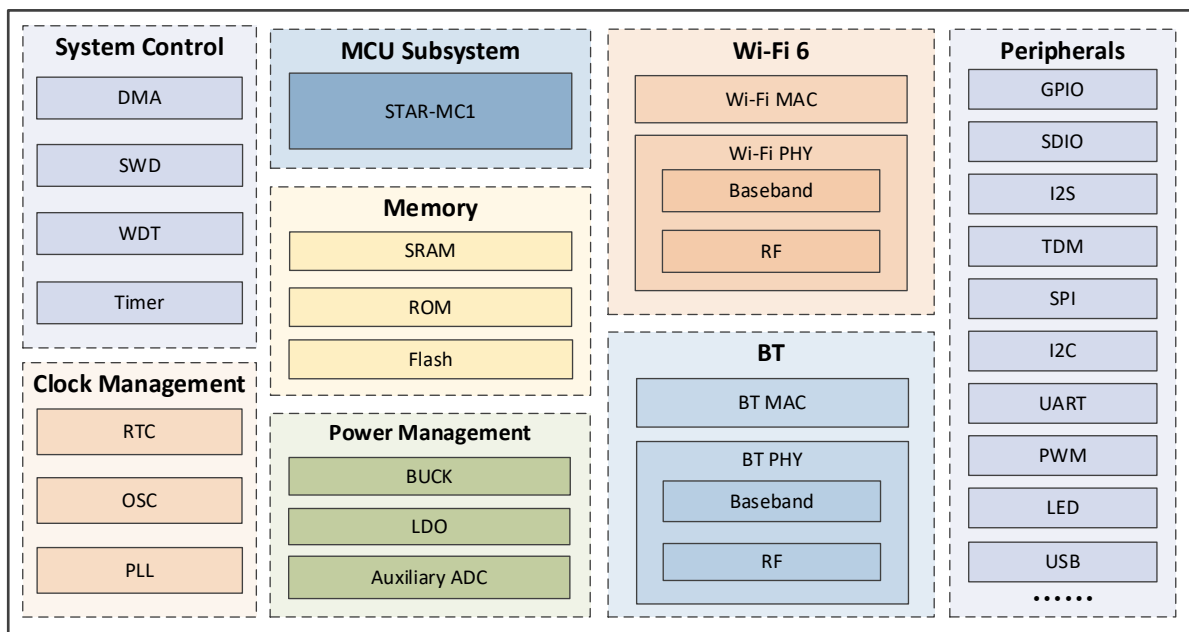 System Control
DMA
SWD
WDT
Timer
Clock Management
RTC
OSC
PLL
MCU Subsystem
STAR-MC1
Memory
SRAM
ROM
Flash
Power Management
BUCK
LDO
Auxiliary ADC
Wi-Fi 6
Wi-Fi MAC
Wi-Fi PHY
Baseband
RF
BT
BT MAC
BT PHY
Baseband
RF
Peripherals
GPIO
SDIO
I2S
TDM
SPI
I2C
UART
PWM
LED
USB
······